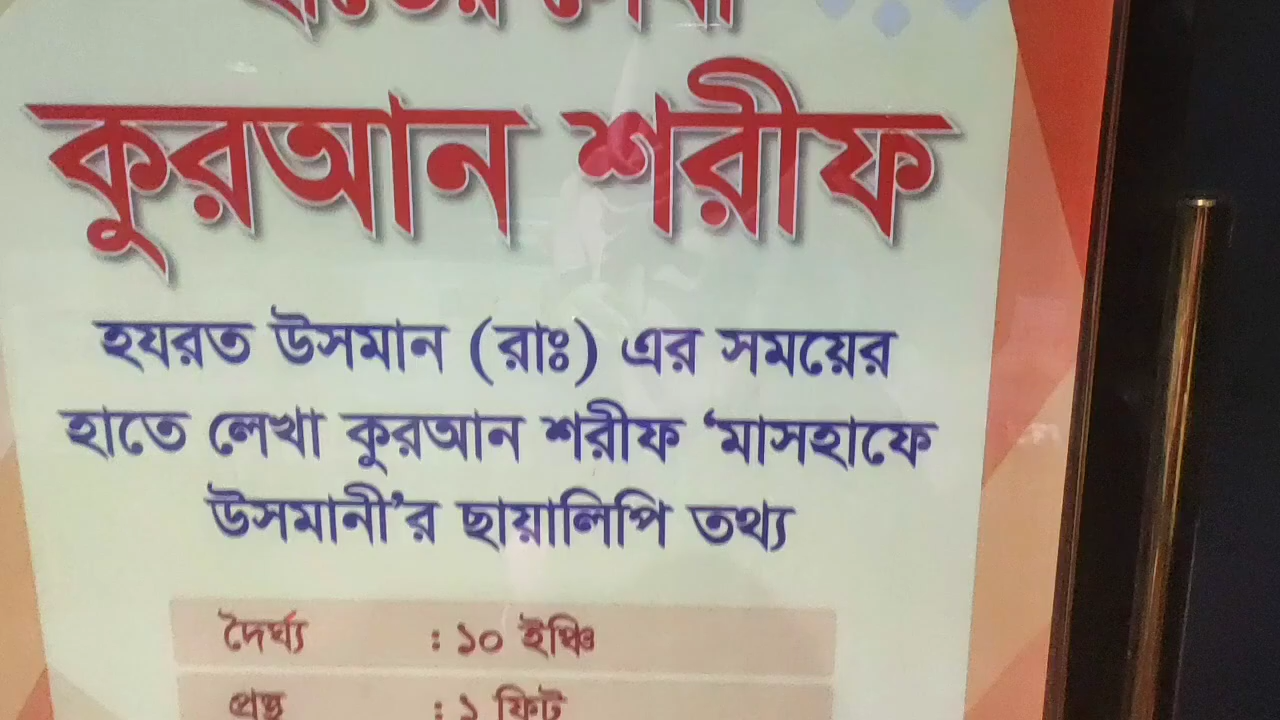 হাতের লেখা
কুরআন শরীফ
হযরত উসমান (রাঃ) এর সময়ের
হাতে লেখা কুরআন শরীফ ‘মাসহাফে
উসমানী’র ছায়ালিপি তথ্য
দৈর্ঘ্য : ১০ ইঞ্চি
প্রস্থ : ১ ফিট